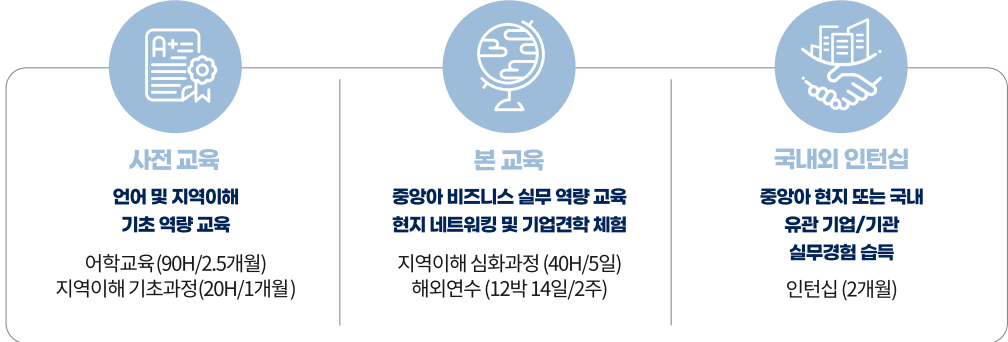 A+
사전 교육
언어 및 지역이해
기초 역량 교육
어학교육(90H/2.5개월)
지역이해 기초과정(20H/1개월)
본 교육
중앙아 비즈니스 실무 역량 교육
현지 네트워킹 및 기업견학 체험
지역이해 심화과정 (40H/5일)
해외연수 (12박 14일/2주)
국내외 인턴십
중앙아 현지 또는 국내
유관 기업/기관
실무경험 습득
인턴십 (2개월)